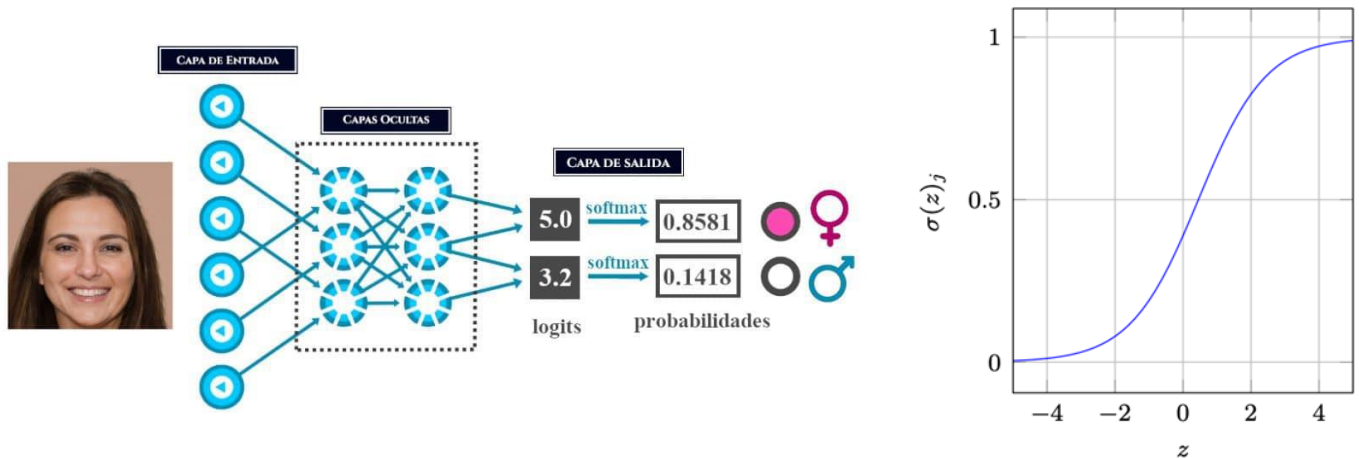 CAPA DE ENTRADA
CAPAS OCULTAS
CAPA DE SALIDA
5.0 softmax 0.8581
3.2 softmax 0.1418
logits probabilidades
1
0.5
0
−4 −2 0 2 4
z
σ(z)j